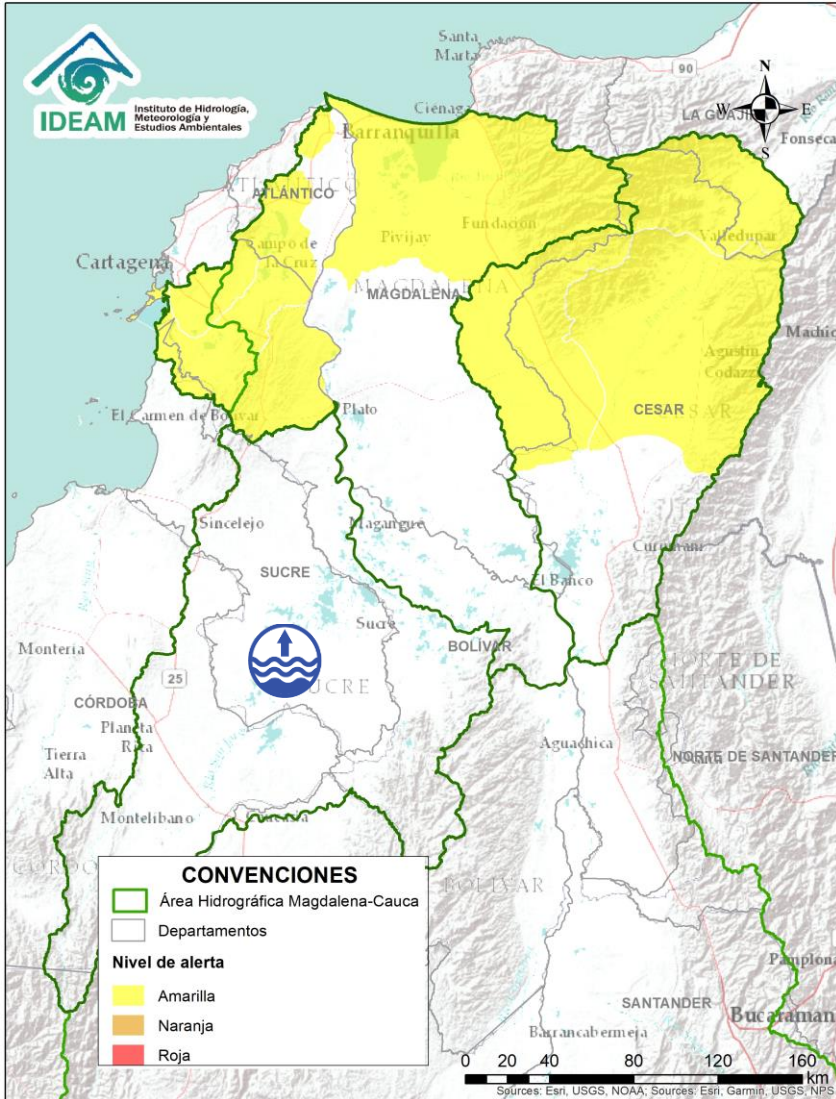 IDEAM
Instituto de Hidrología,
Meteorología y
Estudios Ambientales
Santa
Marta
90
N
W
E
S
LA GUAJIR
Fonseca
Ciénaga
Barranquilla
ATLÁNTICO
Fundación
Pivijay
Valledupar
Campo de
la Cruz
Cartagena
MAGDALENA
Agustín
Codazzi
CESAR
El Carmen de Bolívar
Plato
Sincelejo
Magangué
SUCRE
Curumaní
El Banco
Sucre
BOLÍVAR
SUCRE
Montería
25
NORTE DE
SANTANDER
CÓRDOBA
Planeta
Rica
Tierra
Alta
Aguachica
NORTE DE SANTANDER
Montelíbano
BOLÍVAR
CONVENCIONES
Área Hidrográfica Magdalena-Cauca
Departamentos
Nivel de alerta
Amarilla
Naranja
Roja
Pamplona
SANTANDER
Bucaraman
Barrancabermeja
0 20 40 80 120 160
km
Sources: Esri, USGS, NOAA; Sources: Esri, Garmin, USGS, NPS